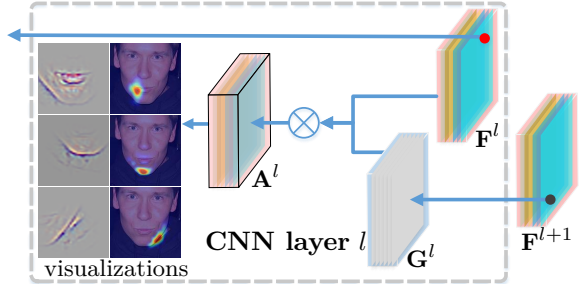 F^l
A^l
F^{l+1}
CNN layer l
G^l
visualizations